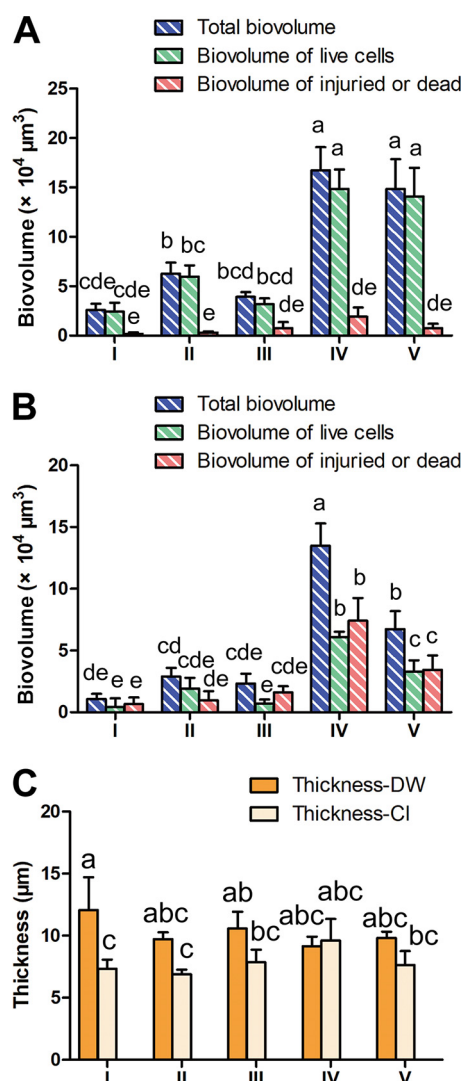 A
Total biovolume
Biovolume of live cells
Biovolume of injuried or dead
Biovolume (× 10⁴ µm³)
25
20
15
10
5
0
cde cde e
b bc e
bcd bcd de
a a de
a a de
I II III IV V
B
Total biovolume
Biovolume of live cells
Biovolume of injuried or dead
Biovolume (× 10⁴ µm³)
20
15
10
5
0
de e e
cd cde de
cde e cde
a b b
b c c
I II III IV V
C
Thickness-DW
Thickness-CI
Thickness (µm)
20
15
10
5
0
a c
abc c
ab bc
abc abc
abc bc
I II III IV V